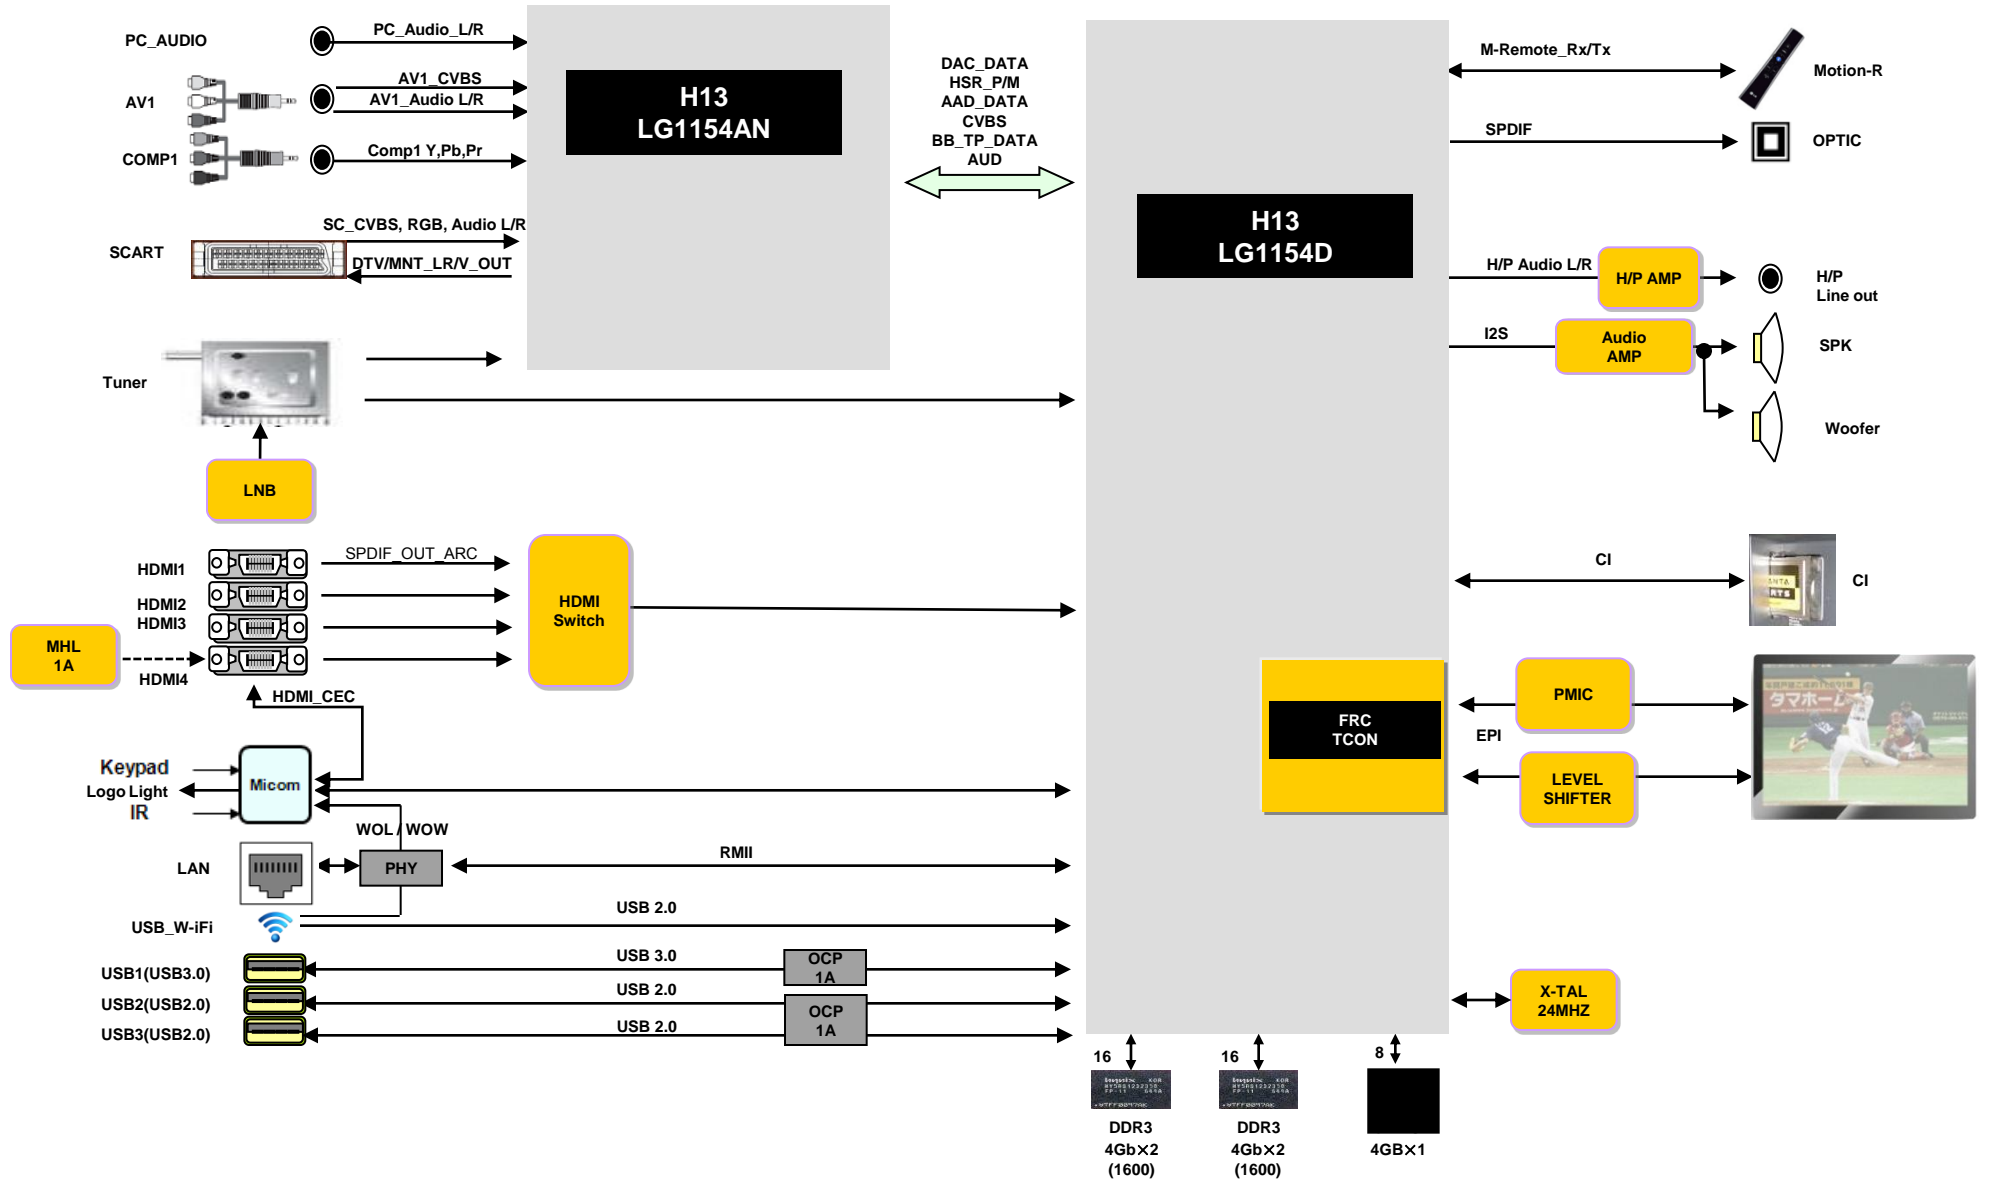 PC_AUDIO
PC_Audio_L/R
AV1
AV1_CVBS
AV1_Audio L/R
COMP1
Comp1 Y,Pb,Pr
SCART
SC_CVBS, RGB, Audio L/R
DTV/MNT_LR/V_OUT
H13
LG1154AN
DAC_DATA
HSR_P/M
AAD_DATA
CVBS
BB_TP_DATA
AUD
H13
LG1154D
M-Remote_Rx/Tx
Motion-R
SPDIF
OPTIC
H/P Audio L/R
H/P AMP
H/P
Line out
I2S
Audio
AMP
SPK
Woofer
Tuner
LNB
HDMI1
SPDIF_OUT_ARC
HDMI2
HDMI3
MHL
1A
HDMI4
HDMI
Switch
HDMI_CEC
CI
CI
FRC
TCON
PMIC
EPI
LEVEL
SHIFTER
タマホーム
Keypad
Logo Light
IR
Micom
WOL / WOW
LAN
PHY
RMII
USB_W-iFi
USB 2.0
USB1(USB3.0)
USB 3.0
OCP
1A
USB2(USB2.0)
USB 2.0
USB3(USB2.0)
USB 2.0
OCP
1A
X-TAL
24MHZ
16
16
8
DDR3
4Gb×2
(1600)
DDR3
4Gb×2
(1600)
4GB×1